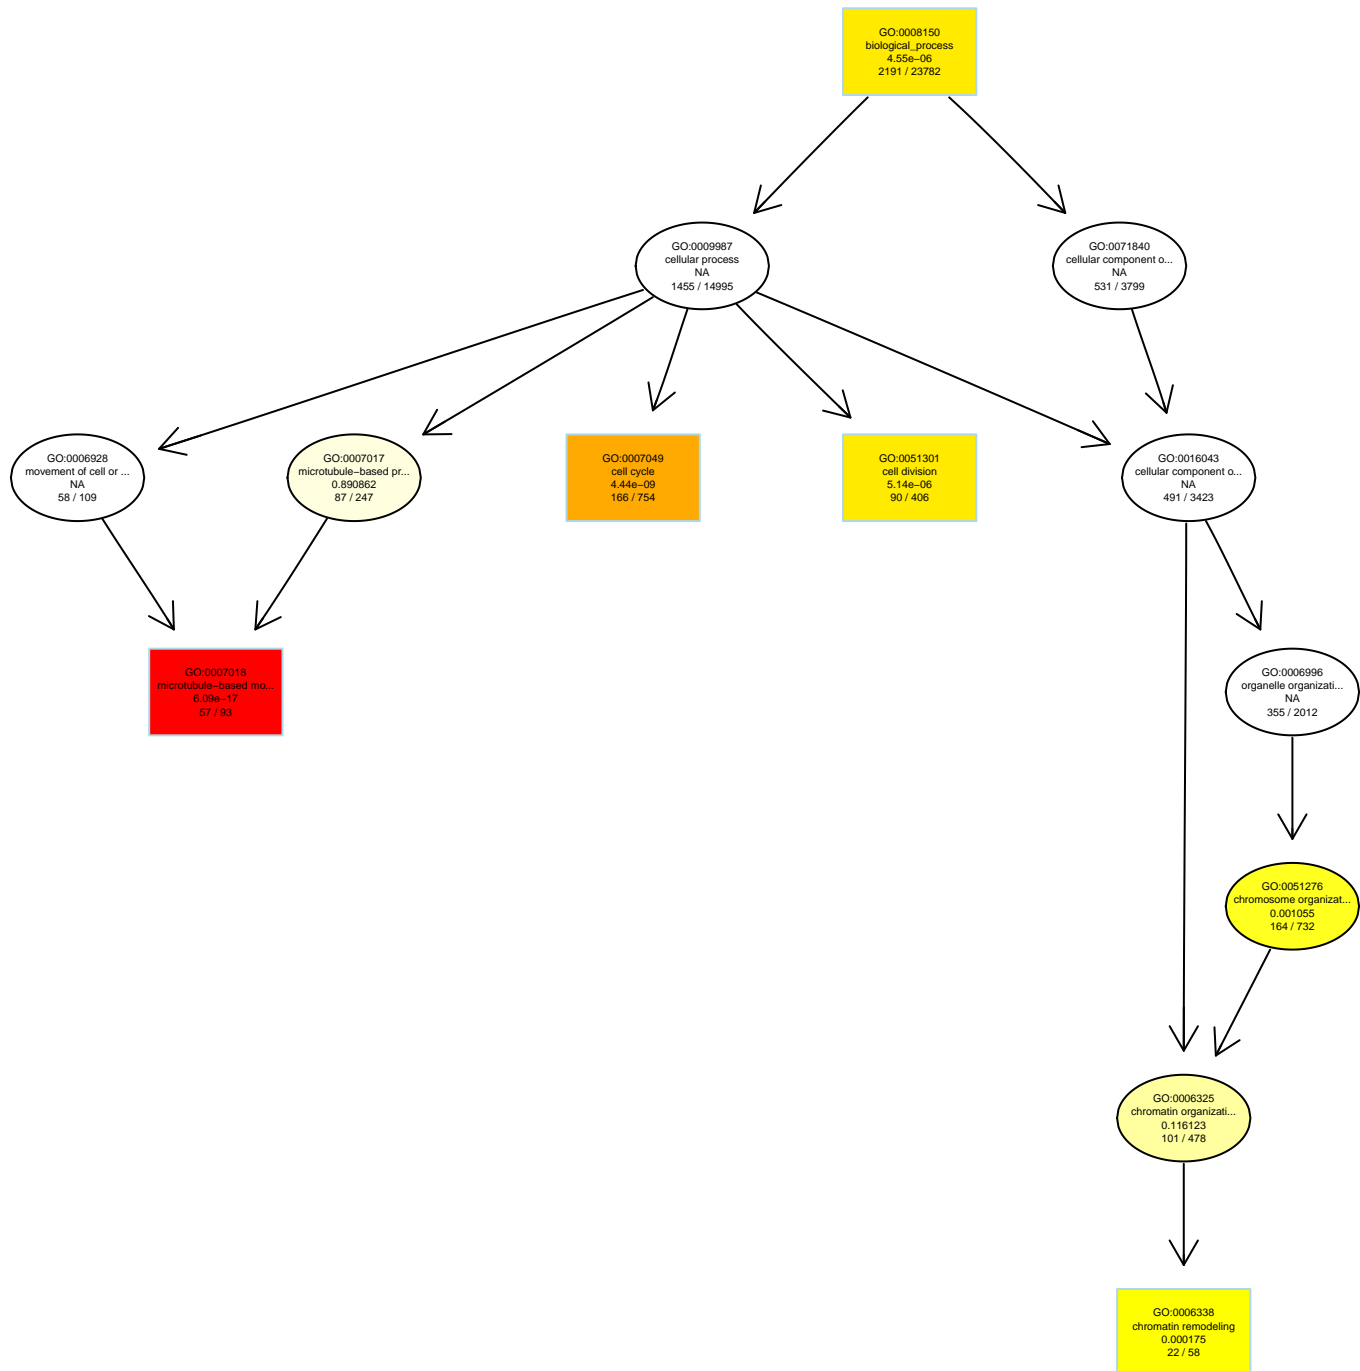 GO:0008150
biological_process
4.55e−06
2191 / 23782
GO:0009987
cellular process
NA
1455 / 14995
GO:0071840
cellular component o...
NA
531 / 3799
GO:0006928
movement of cell or ...
NA
58 / 109
GO:0007017
microtubule−based pr...
0.890862
87 / 247
GO:0007049
cell cycle
4.44e−09
166 / 754
GO:0051301
cell division
5.14e−06
90 / 406
GO:0016043
cellular component o...
NA
491 / 3423
GO:0007018
microtubule−based mo...
6.09e−17
57 / 93
GO:0006996
organelle organizati...
NA
355 / 2012
GO:0051276
chromosome organizat...
0.001055
164 / 732
GO:0006325
chromatin organizati...
0.116123
101 / 478
GO:0006338
chromatin remodeling
0.000175
22 / 58